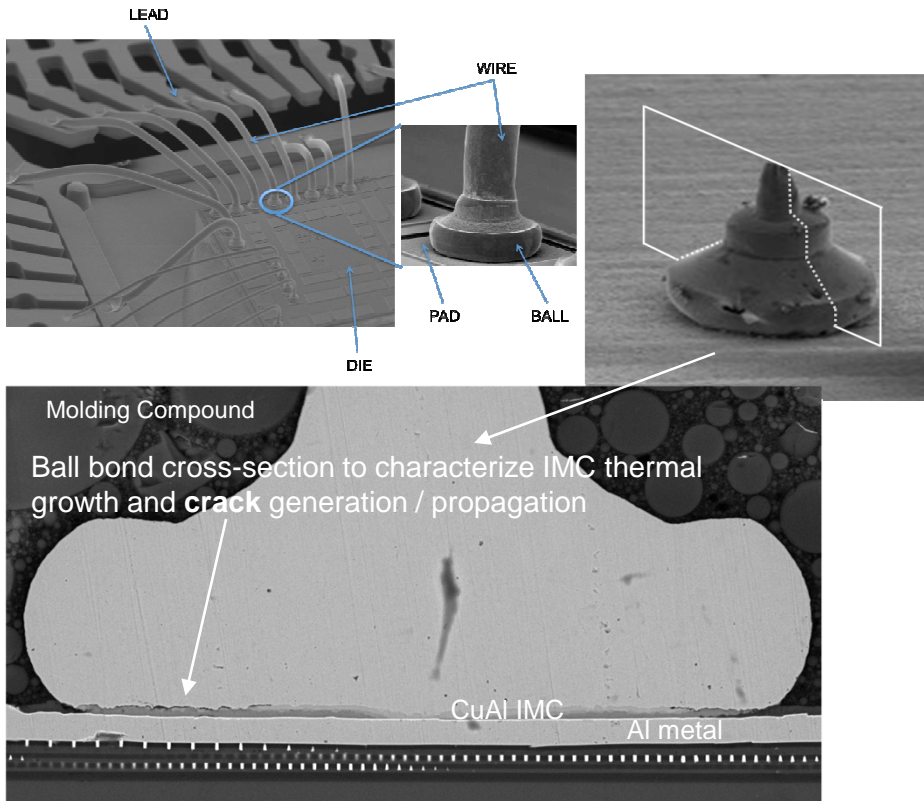 LEAD
WIRE
PAD
BALL
DIE
Molding Compound
Ball bond cross-section to characterize IMC thermal
growth and crack generation / propagation
CuAl IMC
Al metal